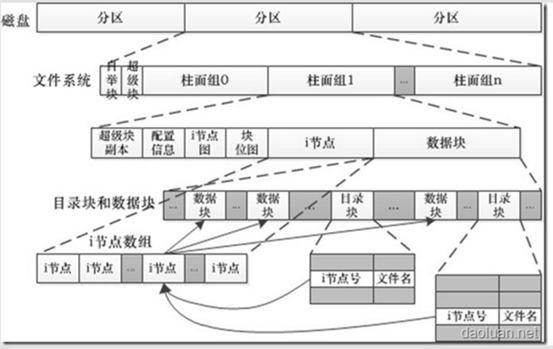 磁盘 分区 分区 分区
文件系统 自举块 超级块 柱面组0 柱面组1 ... 柱面组n
超级块副本 配置信息 i节点图 块位图 i节点 数据块
目录块和数据块 ... 数据块 ... 数据块 ... 目录块 ... 数据块 ... 目录块 ...
i节点数组
i节点 i节点 ... i节点 ... i节点
i节点号 文件名
i节点号 文件名
daoluan.net